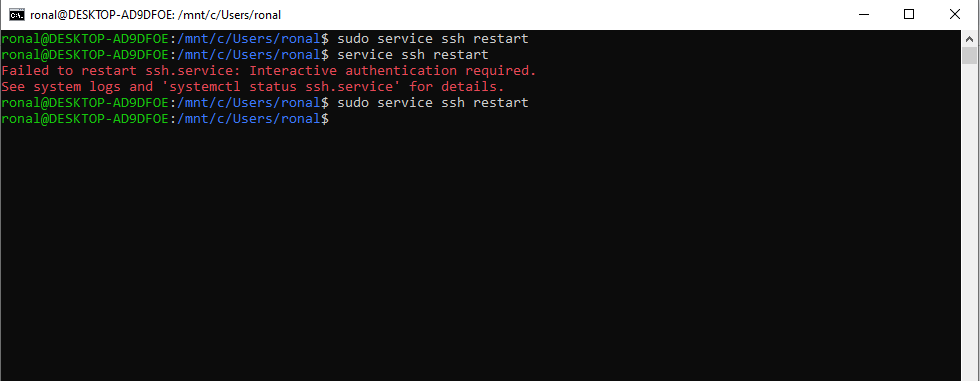 ronal@DESKTOP-AD9DFOE: /mnt/c/Users/ronal
ronal@DESKTOP-AD9DFOE:/mnt/c/Users/ronal$ sudo service ssh restart
ronal@DESKTOP-AD9DFOE:/mnt/c/Users/ronal$ service ssh restart
Failed to restart ssh.service: Interactive authentication required.
See system logs and 'systemctl status ssh.service' for details.
ronal@DESKTOP-AD9DFOE:/mnt/c/Users/ronal$ sudo service ssh restart
ronal@DESKTOP-AD9DFOE:/mnt/c/Users/ronal$